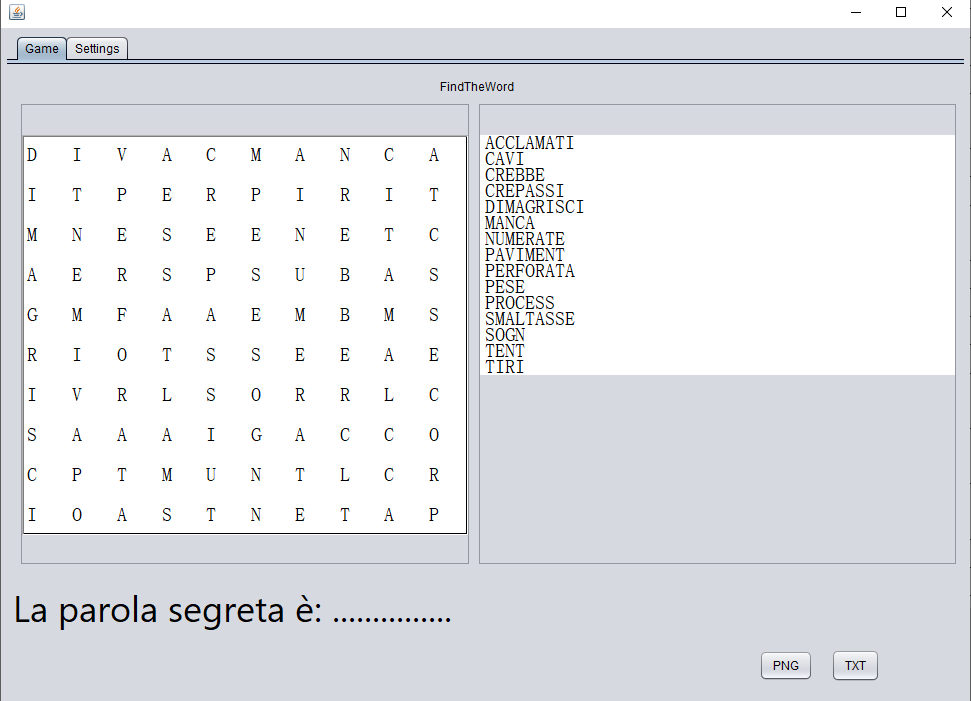 Game Settings
FindTheWord
D I V A C M A N C A
I T P E R P I R I T
M N E S E E N E T C
A E R S P S U B A S
G M F A A E M B M S
R I O T S S E E A E
I V R L S O R R L C
S A A A I G A C C O
C P T M U N T L C R
I O A S T N E T A P
ACCLAMATI
CAVI
CREBBE
CREPASSI
DIMAGRISCI
MANCA
NUMERATE
PAVIMENT
PERFORATA
PESE
PROCESS
SMALTASSE
SOGN
TENT
TIRI
La parola segreta è: ...............
PNG TXT